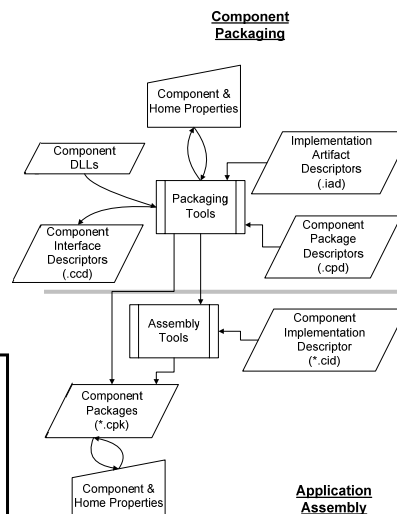 Component
Packaging
Component &
Home Properties
Component
DLLs
Implementation
Artifact
Descriptors
(.iad)
Packaging
Tools
Component
Interface
Descriptors
(.ccd)
Component
Package
Descriptors
(.cpd)
Assembly
Tools
Component
Implementation
Descriptor
(*.cid)
Component
Packages
(*.cpk)
Component &
Home Properties
Application
Assembly